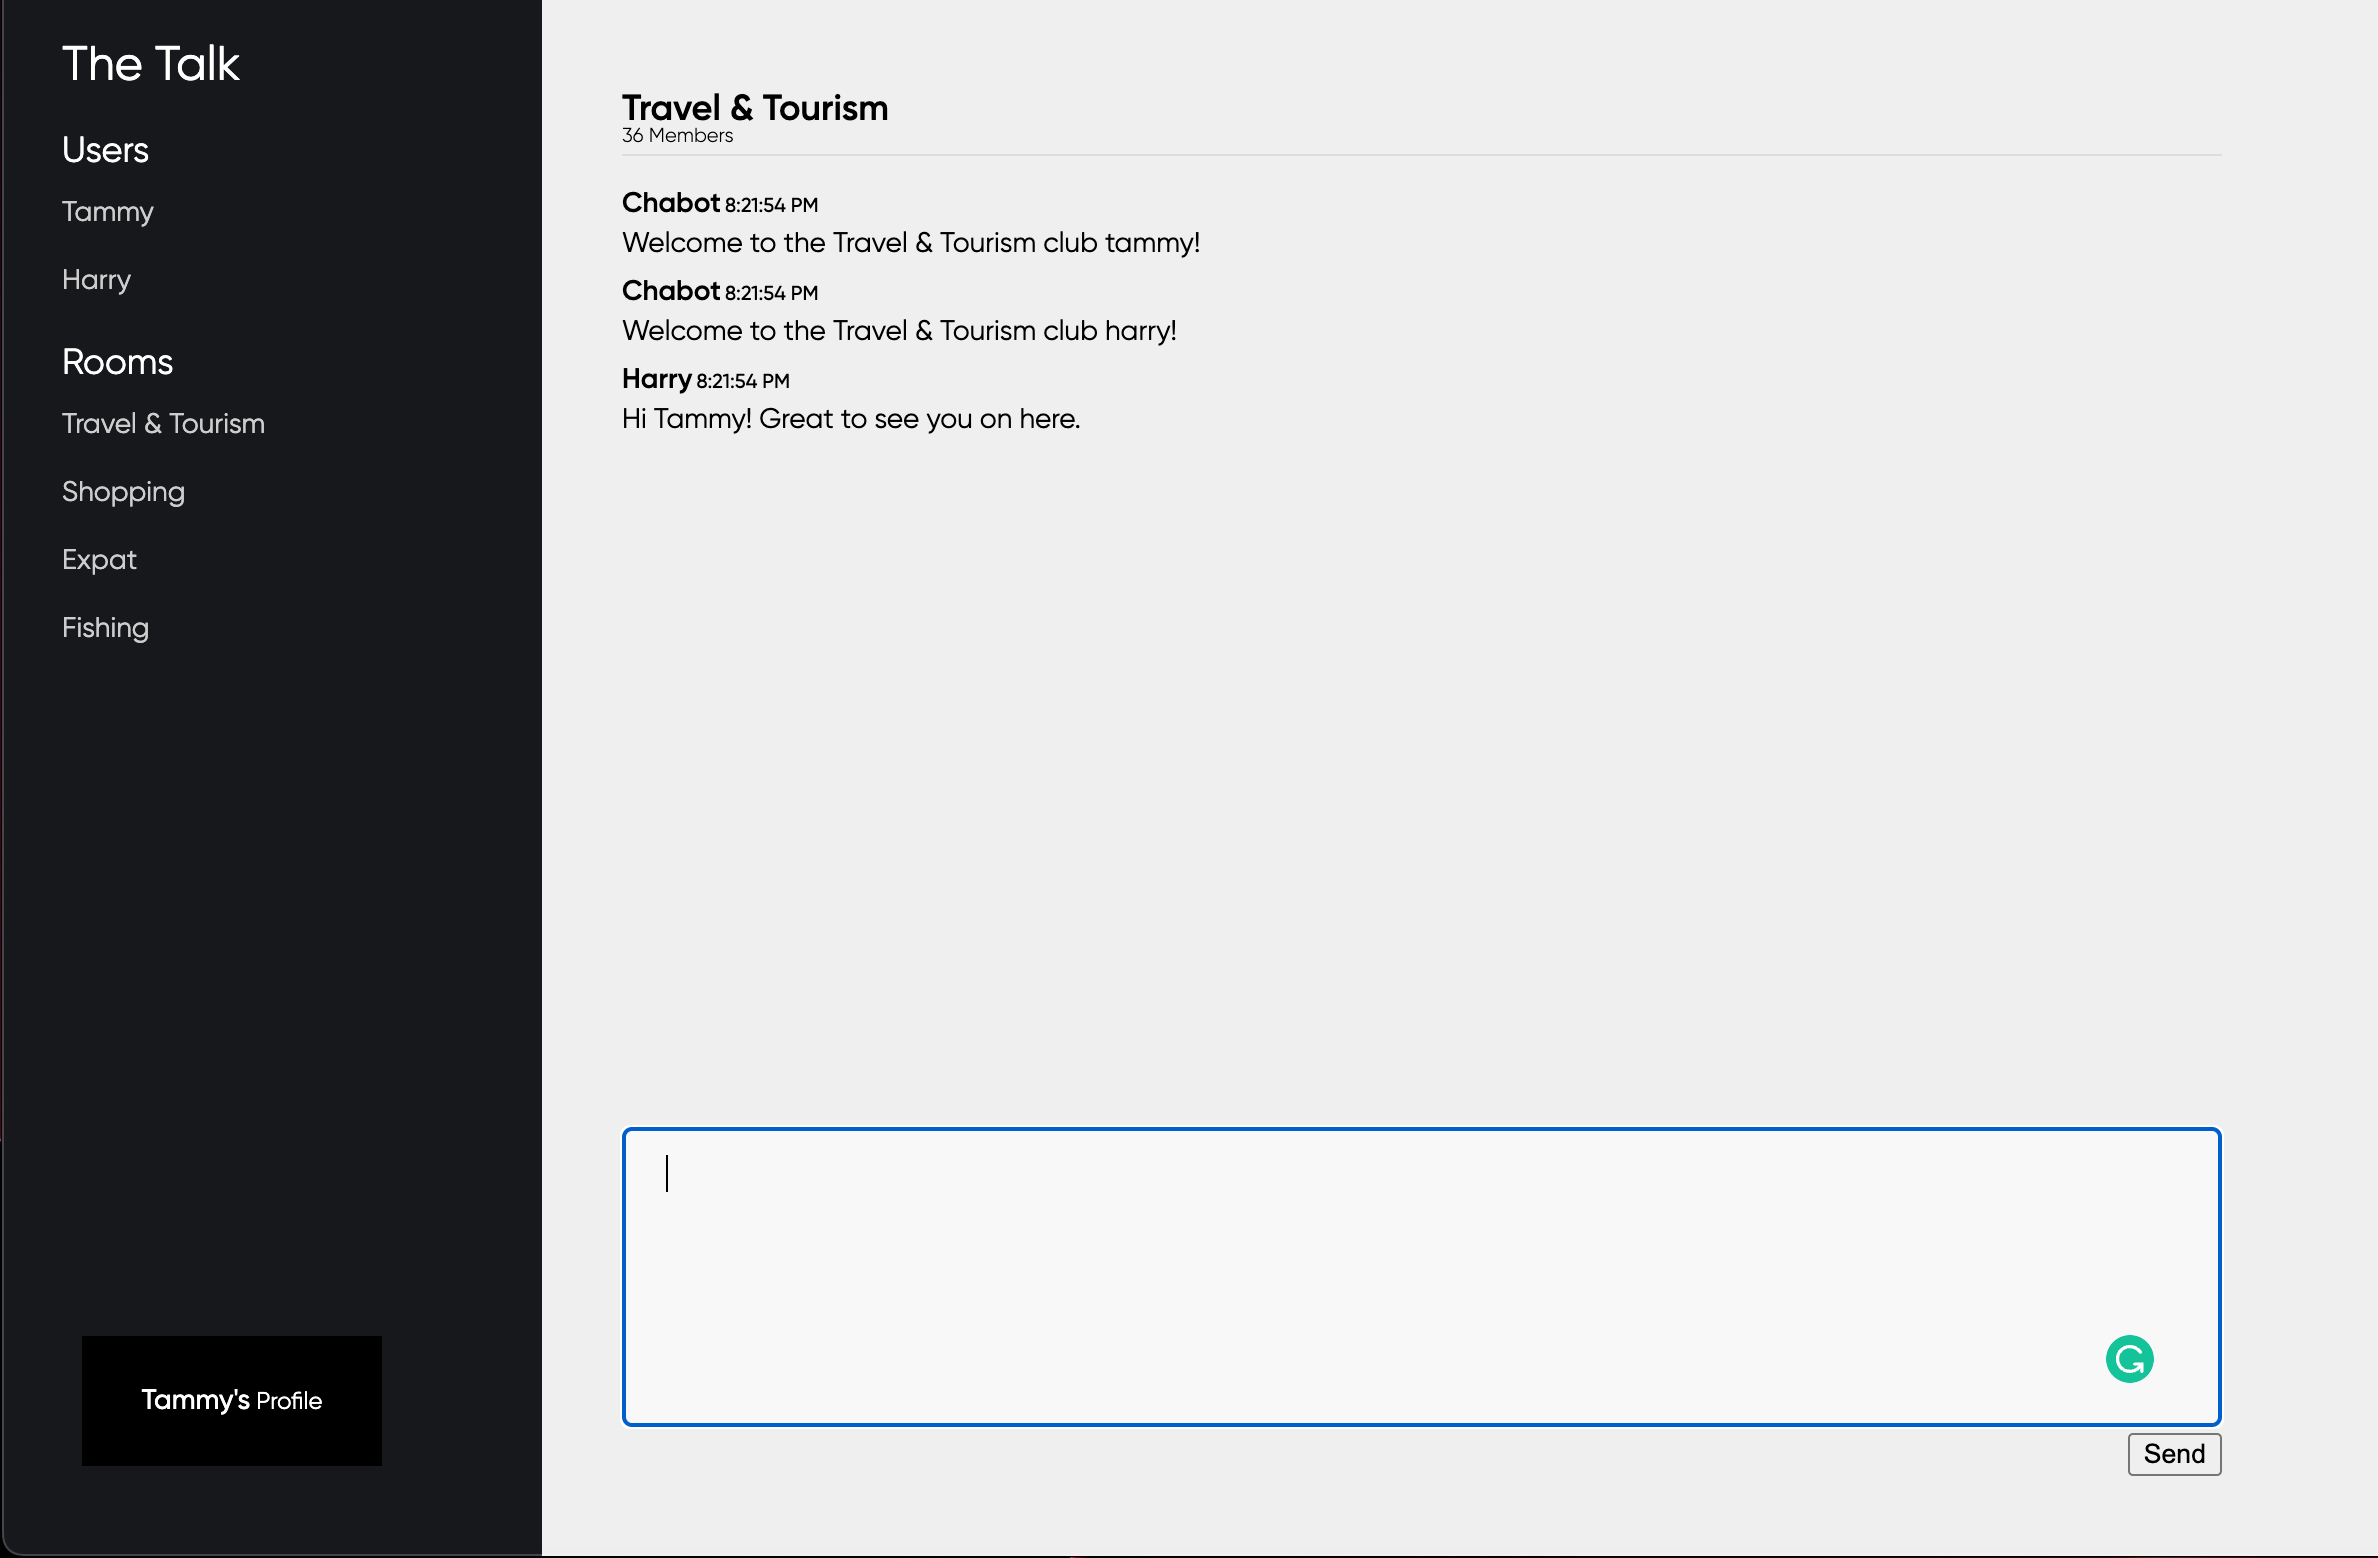 The Talk
Users
Tammy
Harry
Rooms
Travel & Tourism
Shopping
Expat
Fishing
Tammy's Profile
Travel & Tourism
36 Members
Chabot 8:21:54 PM
Welcome to the Travel & Tourism club tammy!
Chabot 8:21:54 PM
Welcome to the Travel & Tourism club harry!
Harry 8:21:54 PM
Hi Tammy! Great to see you on here.
Send